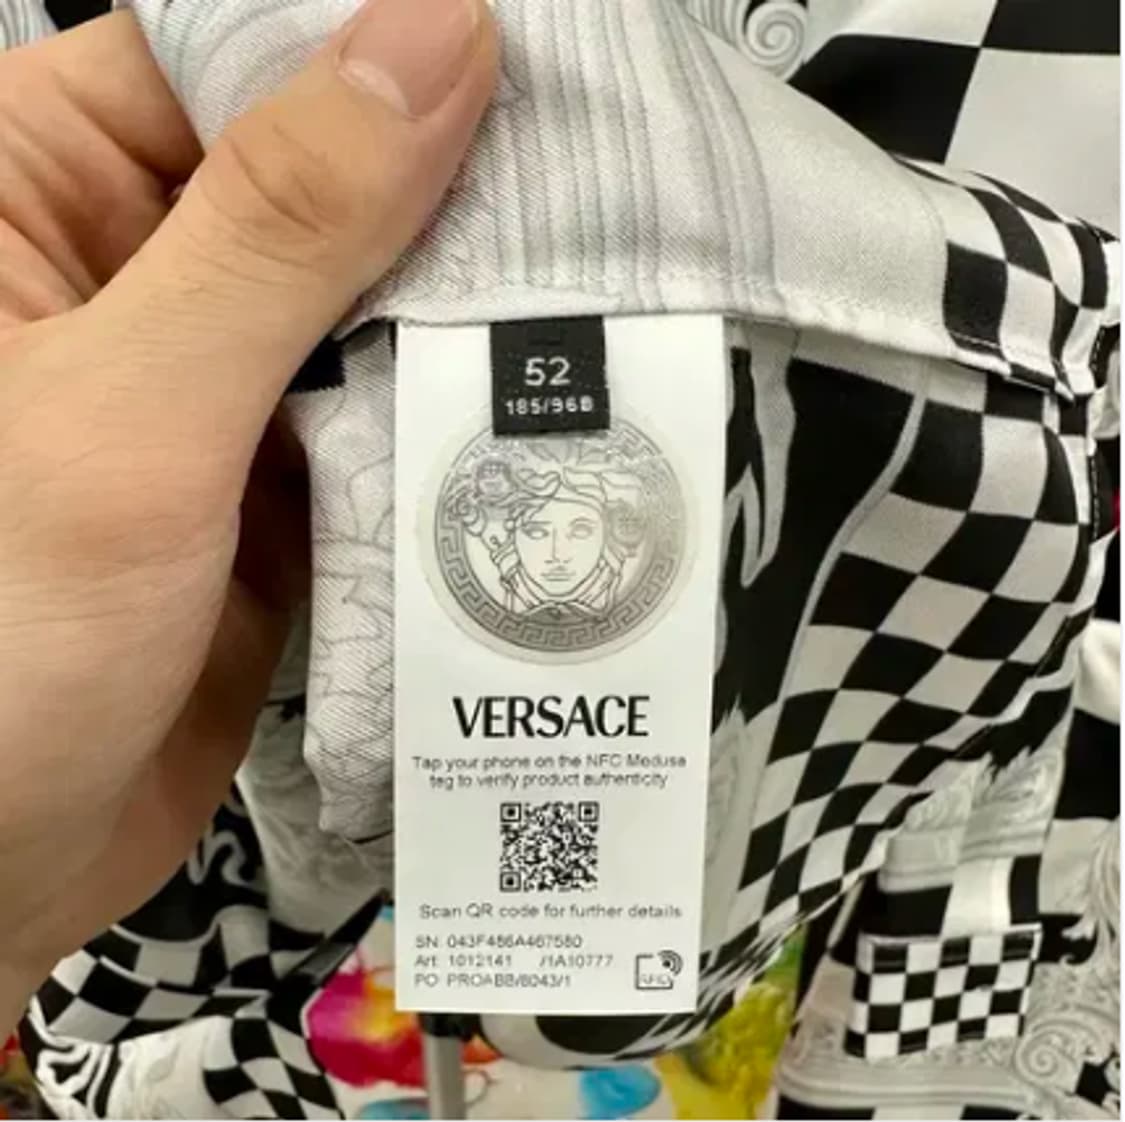 52
185/96B
VERSACE
Tap your phone on the NFC Medusa
tag to verify product authenticity
Scan QR code for further details
SN: 043F486A467580
Art: 1012141 /1A10777
PO: PROABB/8043/1